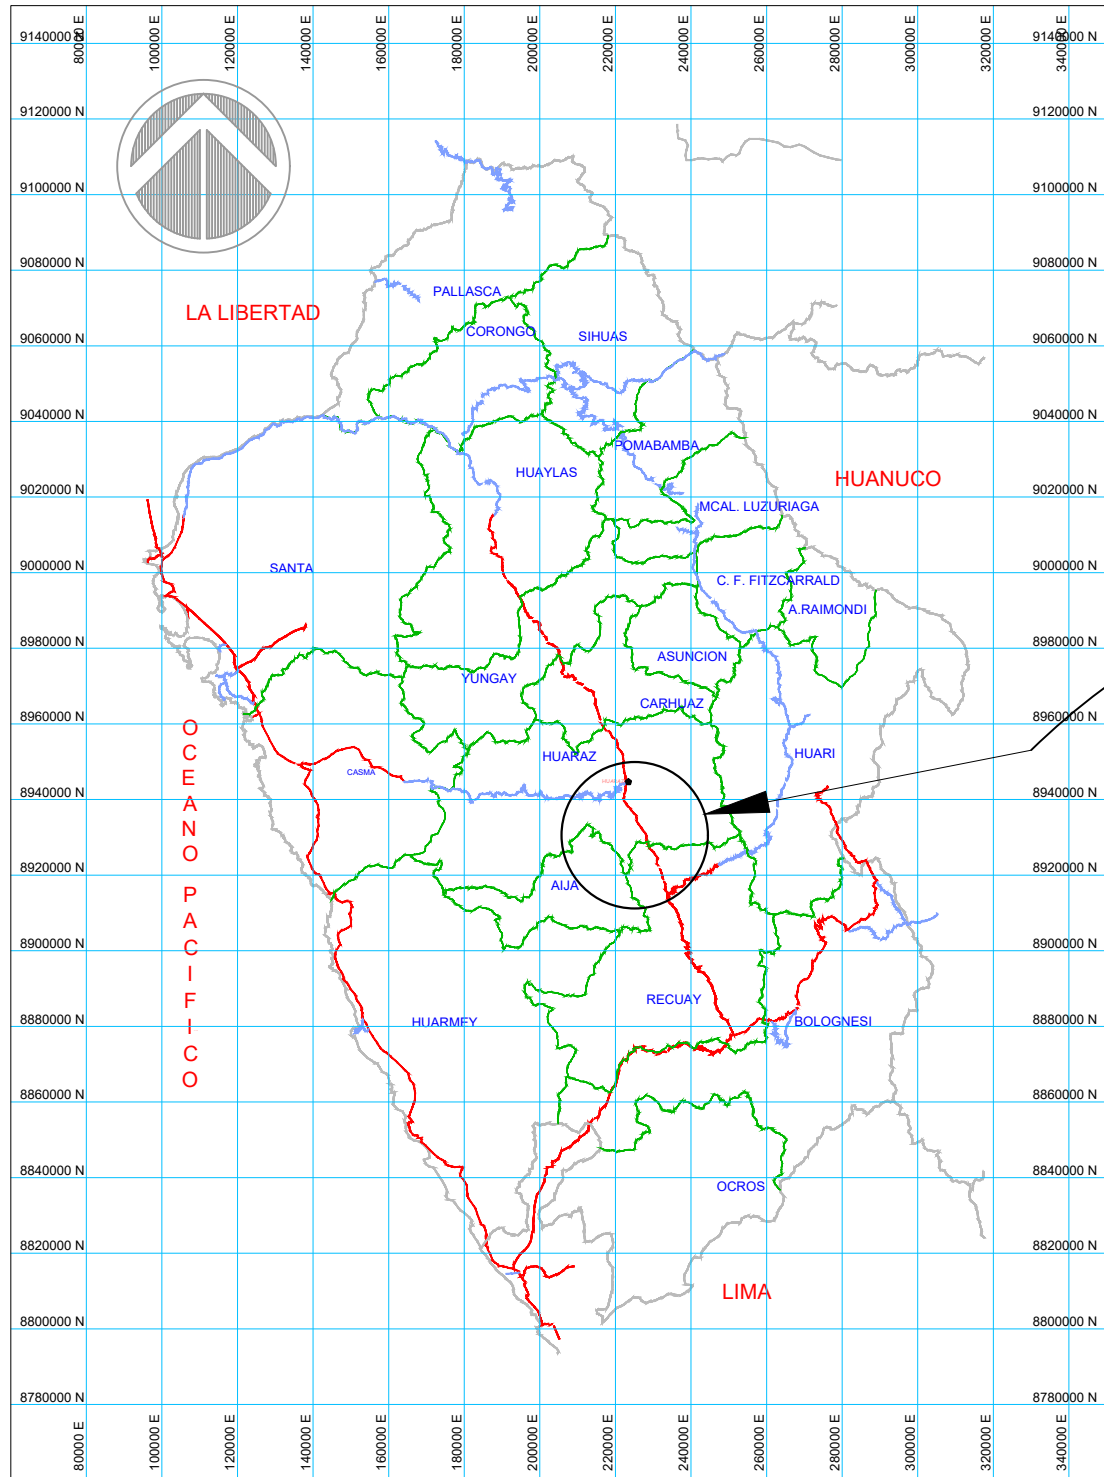 80000 E
100000 E
120000 E
140000 E
160000 E
180000 E
200000 E
220000 E
240000 E
260000 E
280000 E
300000 E
320000 E
340000 E
9140000 N
9140000 N
9120000 N
9120000 N
9100000 N
9100000 N
9080000 N
9080000 N
PALLASCA
LA LIBERTAD
CORONGO
SIHUAS
9060000 N
9060000 N
9040000 N
9040000 N
POMABAMBA
HUAYLAS
HUANUCO
9020000 N
9020000 N
MCAL. LUZURIAGA
SANTA
9000000 N
9000000 N
C. F. FITZCARRALD
A.RAIMONDI
8980000 N
8980000 N
ASUNCION
YUNGAY
CARHUAZ
8960000 N
8960000 N
OCEANO PACIFICO
HUARAZ
HUARI
CASMA
8940000 N
8940000 N
8920000 N
8920000 N
AIJA
8900000 N
8900000 N
RECUAY
HUARMEY
BOLOGNESI
8880000 N
8880000 N
8860000 N
8860000 N
8840000 N
8840000 N
OCROS
8820000 N
8820000 N
LIMA
8800000 N
8800000 N
8780000 N
8780000 N
80000 E
100000 E
120000 E
140000 E
160000 E
180000 E
200000 E
220000 E
240000 E
260000 E
280000 E
300000 E
320000 E
340000 E